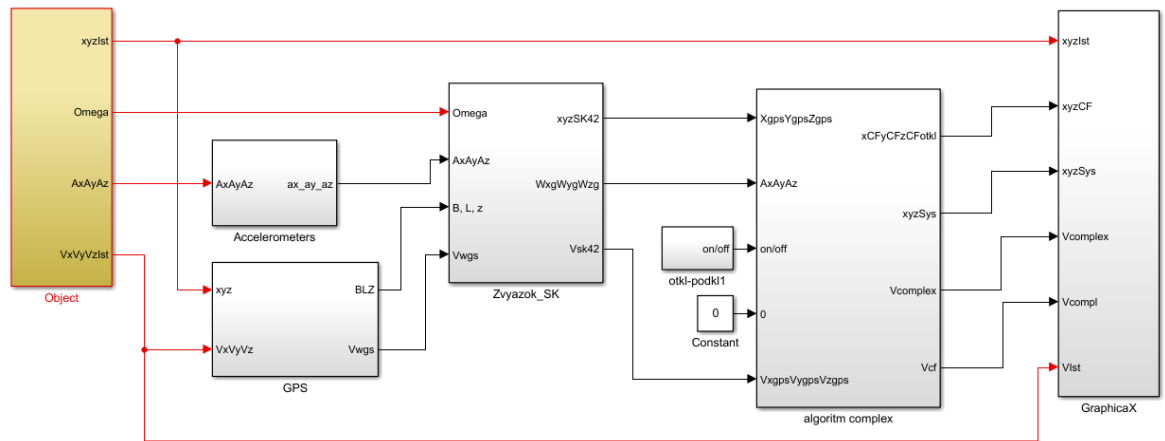 xyzIst
Omega
AxAyAz
VxVyVzIst
Object
AxAyAz
ax_ay_az
Accelerometers
xyz
BLZ
VxVyVz
Vwgs
GPS
Omega
xyzSK42
AxAyAz
WxgWygWzg
B, L, z
Vwgs
Vsk42
Zvyazok_SK
on/off
otkl-podkl1
0
Constant
XgpsYgpsZgps
xCFyCFzCFotkl
AxAyAz
xyzSys
on/off
Vcomplex
0
Vcf
VxgpsVygpsVzgps
algoritm complex
xyzIst
xyzCF
xyzSys
Vcomplex
Vcompl
VIst
GraphicaX